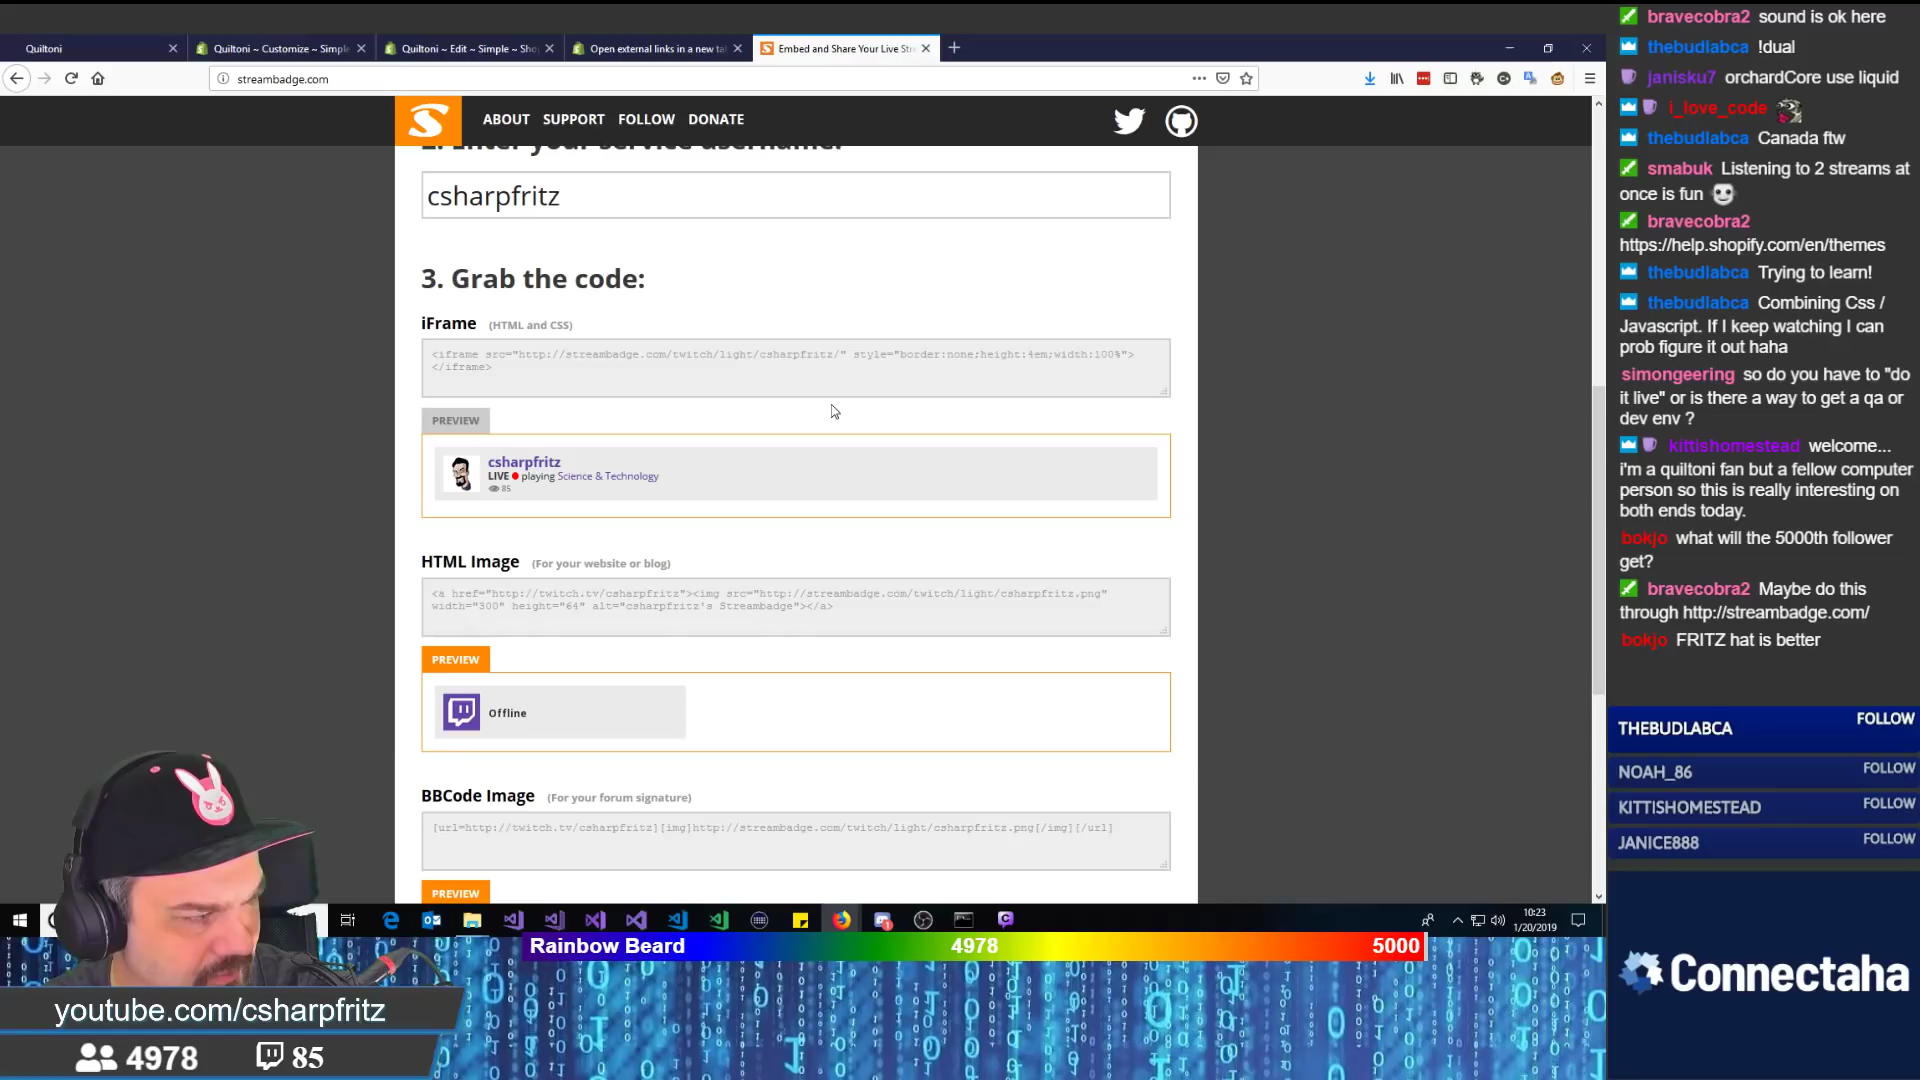 Quiltoni
Quiltoni ~ Customize ~ Simple
Quiltoni ~ Edit ~ Simple ~ Sho
Open external links in a new ta
Embed and Share Your Live Str
streambadge.com
ABOUT SUPPORT FOLLOW DONATE
2. Enter your service username:
csharpfritz
3. Grab the code:
iFrame (HTML and CSS)
<iframe src="http://streambadge.com/twitch/light/csharpfritz/" style="border:none;height:4em;width:100%">
</iframe>
PREVIEW
csharpfritz
LIVE playing Science & Technology
85
HTML Image (For your website or blog)
<a href="http://twitch.tv/csharpfritz"><img src="http://streambadge.com/twitch/light/csharpfritz.png"
width="300" height="64" alt="csharpfritz's Streambadge"></a>
PREVIEW
Offline
BBCode Image (For your forum signature)
[url=http://twitch.tv/csharpfritz][img]http://streambadge.com/twitch/light/csharpfritz.png[/img][/url]
PREVIEW
10:23
1/20/2019
Rainbow Beard 4978 5000
youtube.com/csharpfritz
4978 85
bravecobra2 sound is ok here
thebudlabca !dual
janisku7 orchardCore use liquid
i_love_code
thebudlabca Canada ftw
smabuk Listening to 2 streams at
once is fun
bravecobra2
https://help.shopify.com/en/themes
thebudlabca Trying to learn!
thebudlabca Combining Css /
Javascript. If I keep watching I can
prob figure it out haha
simongeering so do you have to "do
it live" or is there a way to get a qa or
dev env ?
kittishomestead welcome...
i'm a quiltoni fan but a fellow computer
person so this is really interesting on
both ends today.
bokjo what will the 5000th follower
get?
bravecobra2 Maybe do this
through http://streambadge.com/
bokjo FRITZ hat is better
THEBUDLABCA FOLLOW
NOAH_86 FOLLOW
KITTISHOMESTEAD FOLLOW
JANICE888 FOLLOW
Connectaha